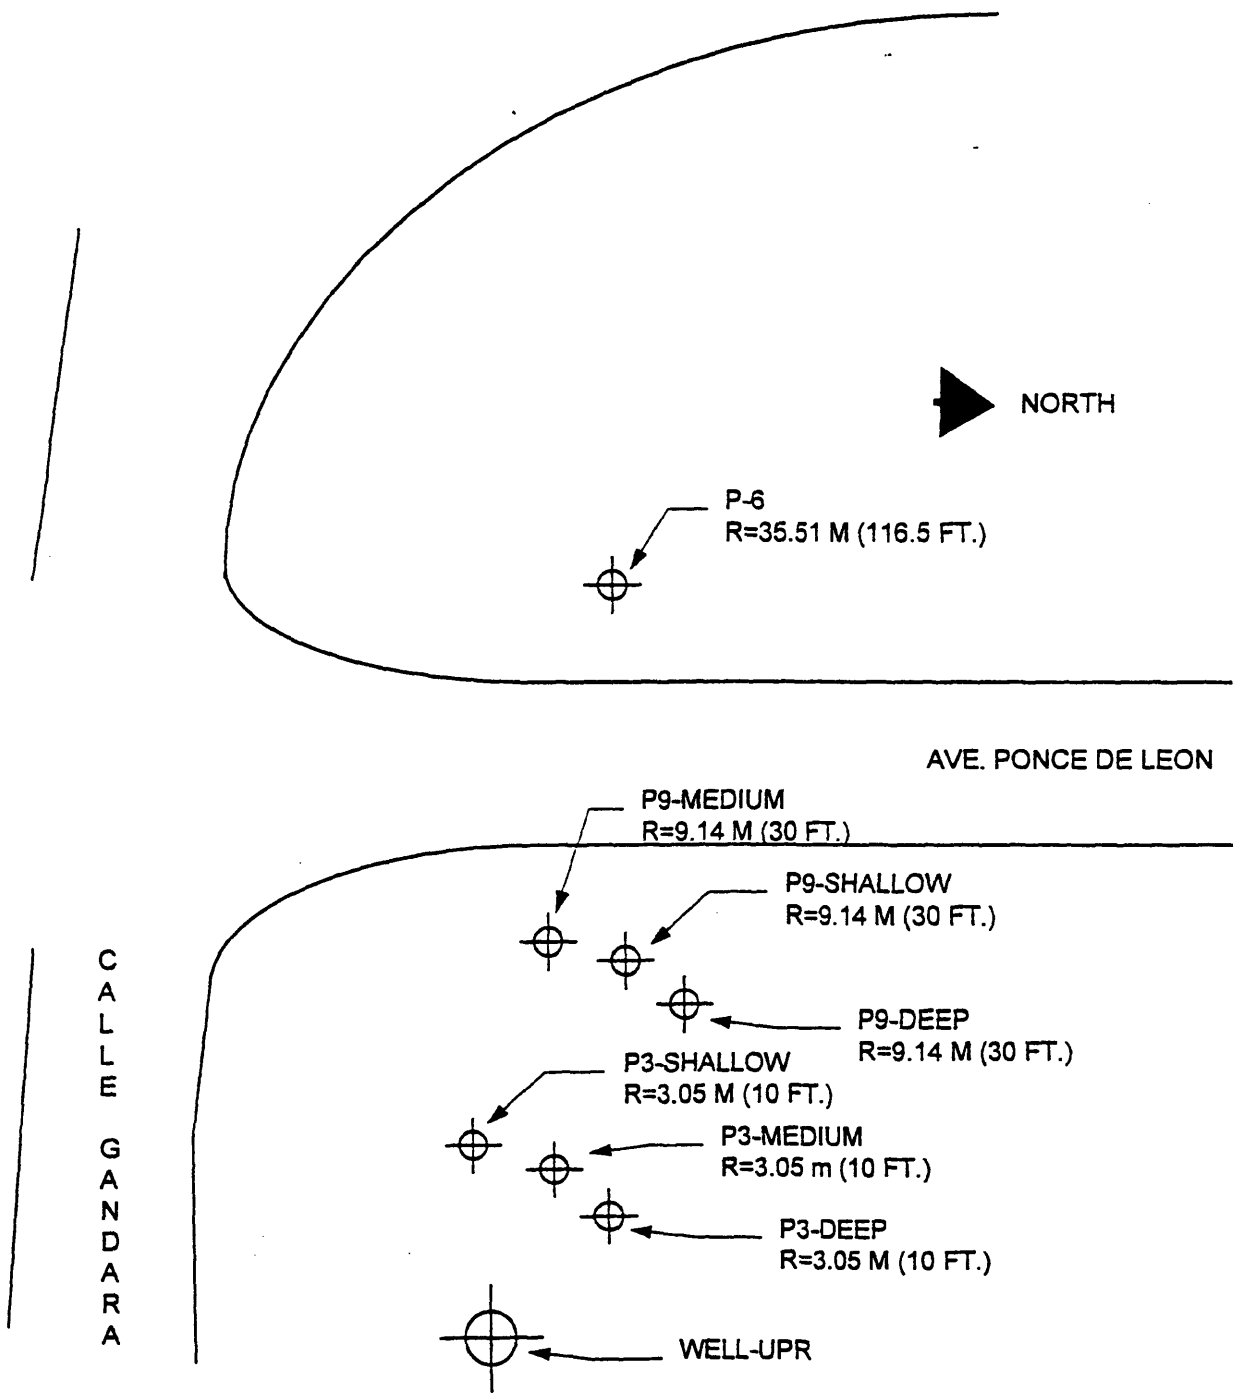 NORTH
P-6
R=35.51 M (116.5 FT.)
AVE. PONCE DE LEON
P9-MEDIUM
R=9.14 M (30 FT.)
P9-SHALLOW
R=9.14 M (30 FT.)
P9-DEEP
R=9.14 M (30 FT.)
P3-SHALLOW
R=3.05 M (10 FT.)
P3-MEDIUM
R=3.05 m (10 FT.)
P3-DEEP
R=3.05 M (10 FT.)
WELL-UPR
CALLE GANDARA